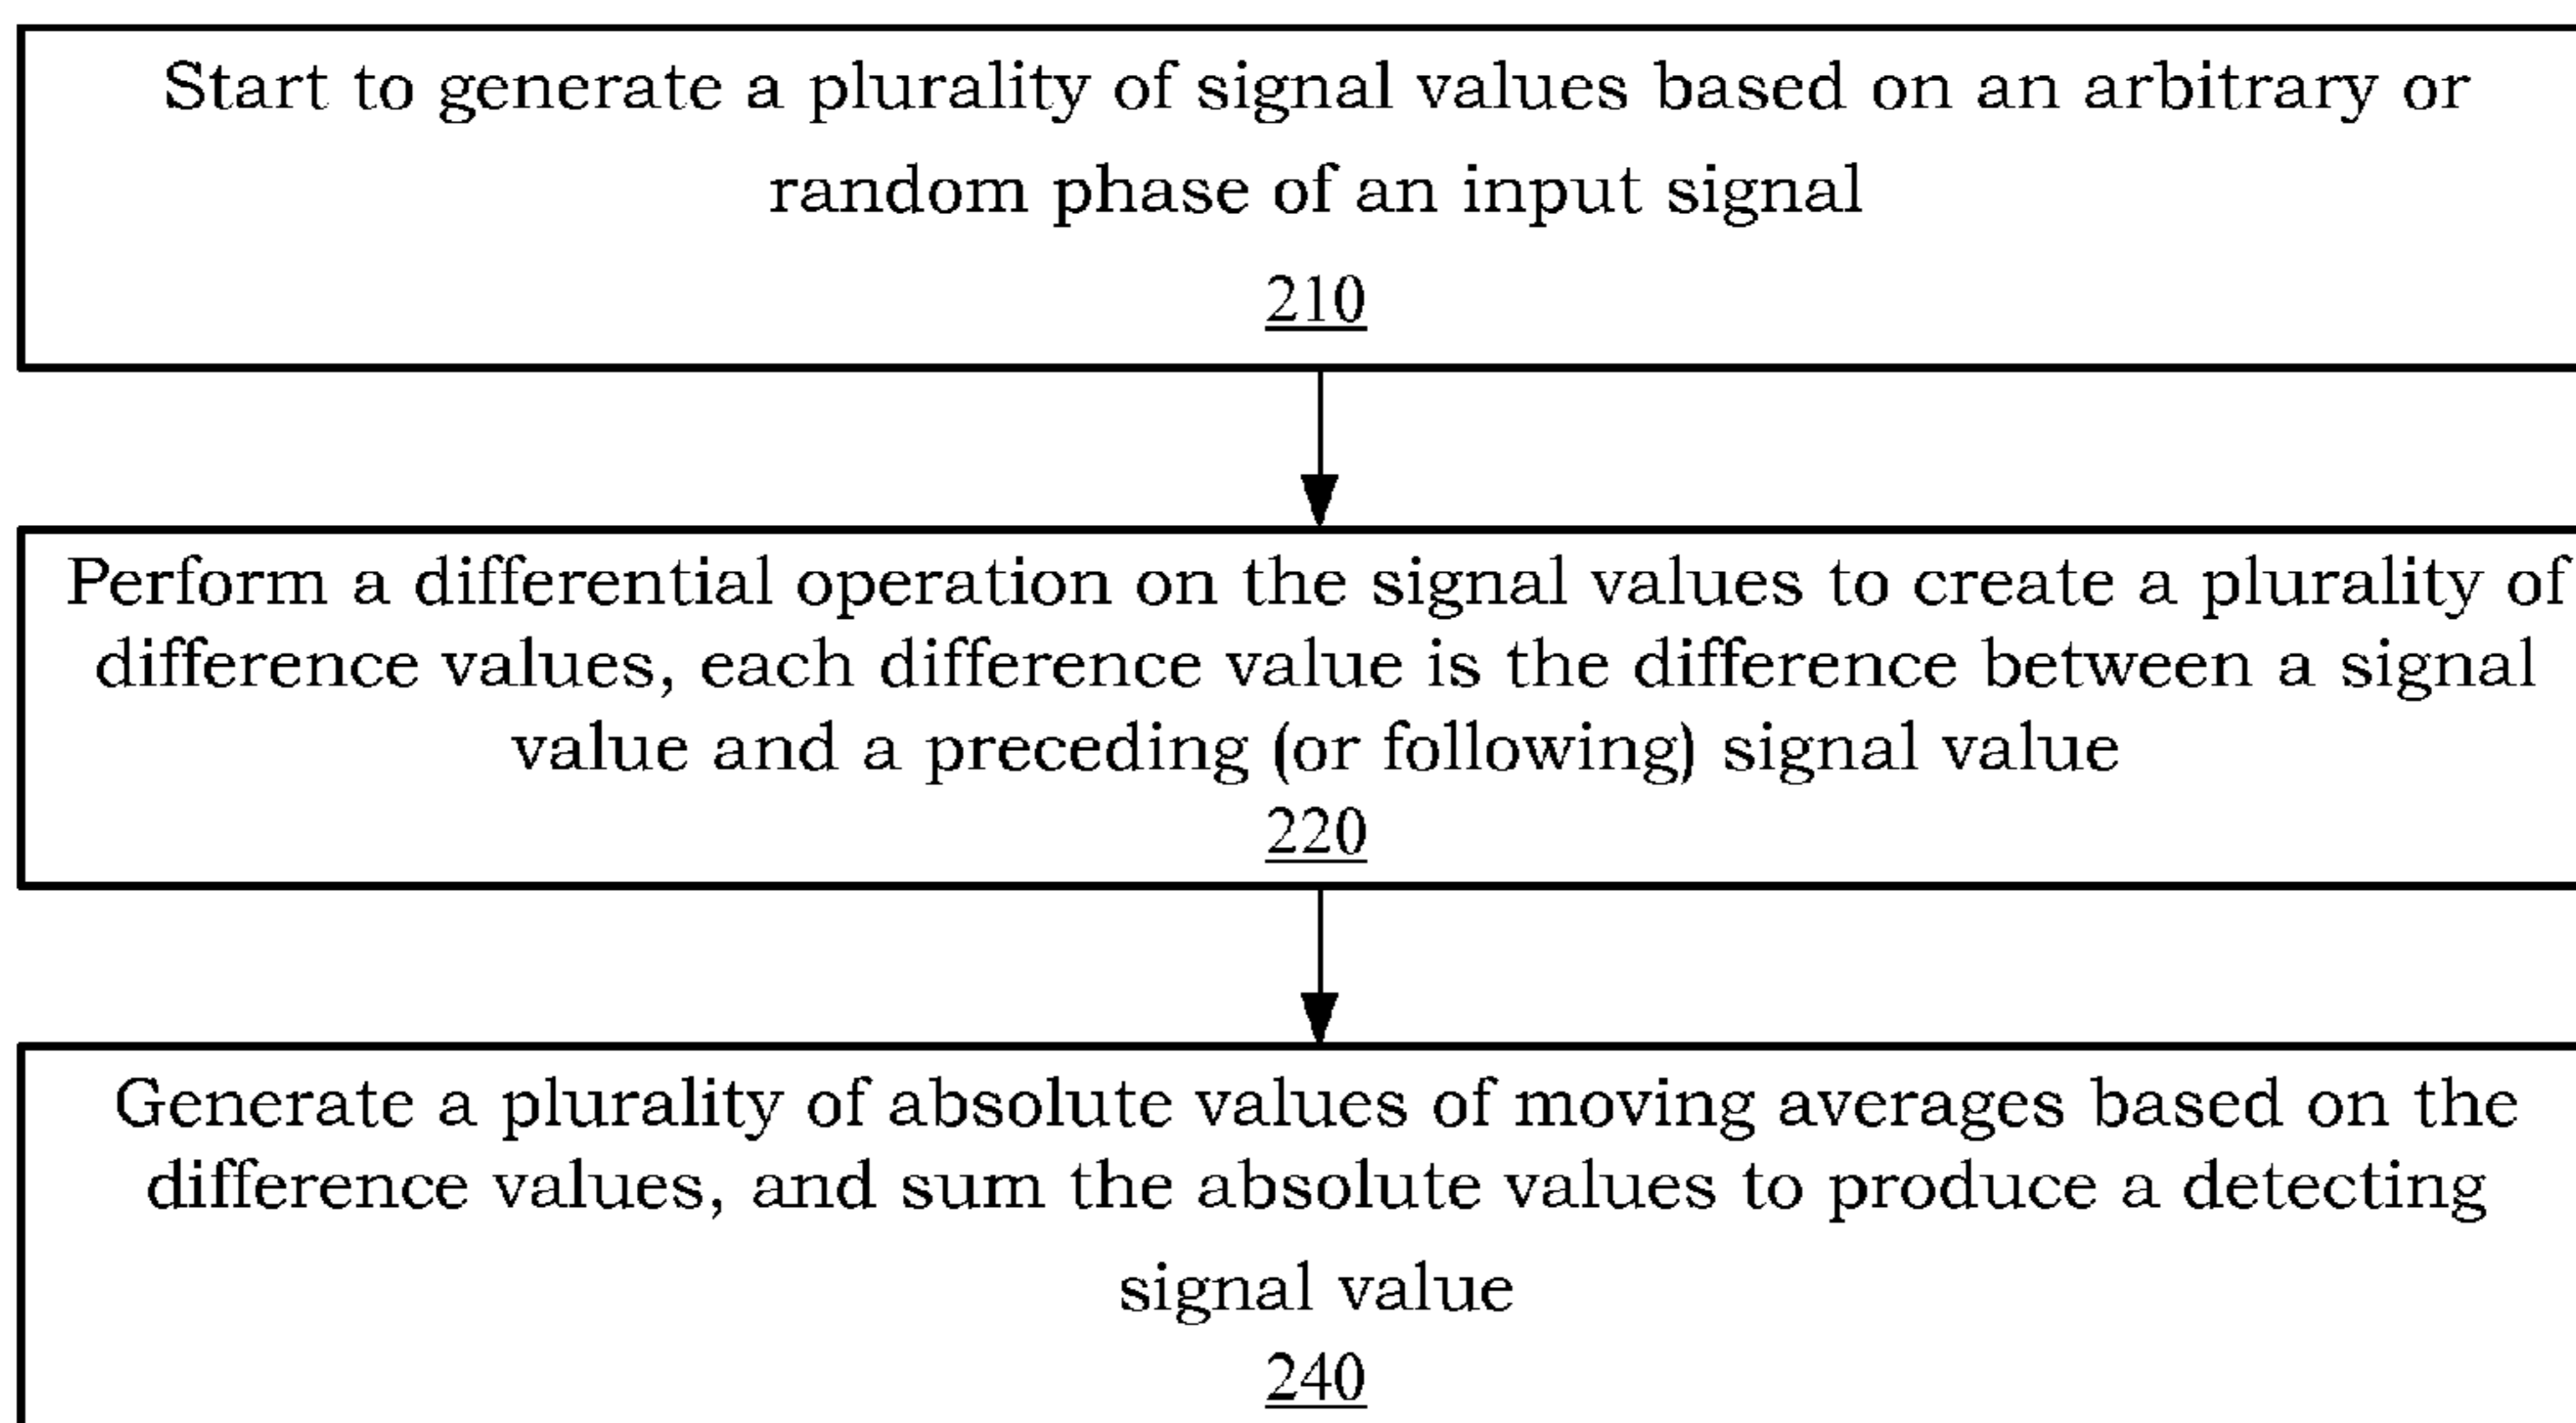 Start to generate a plurality of signal values based on an arbitrary or
random phase of an input signal
210
Perform a differential operation on the signal values to create a plurality of
difference values, each difference value is the difference between a signal
value and a preceding (or following) signal value
220
Generate a plurality of absolute values of moving averages based on the
difference values, and sum the absolute values to produce a detecting
signal value
240